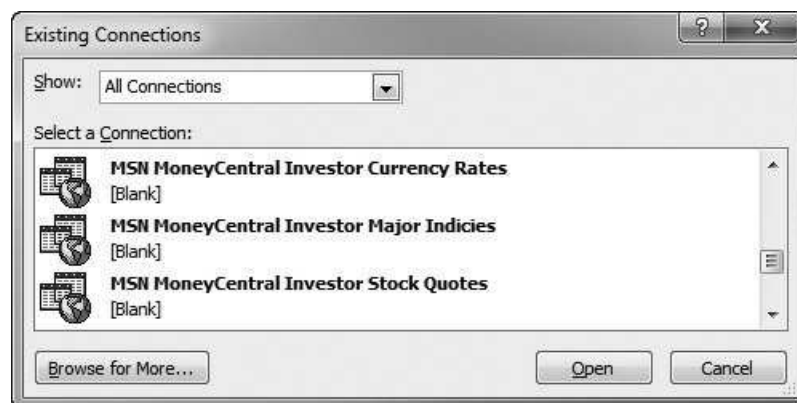 Existing Connections
Show: All Connections
Select a Connection:
MSN MoneyCentral Investor Currency Rates
[Blank]
MSN MoneyCentral Investor Major Indicies
[Blank]
MSN MoneyCentral Investor Stock Quotes
[Blank]
Browse for More... Open Cancel